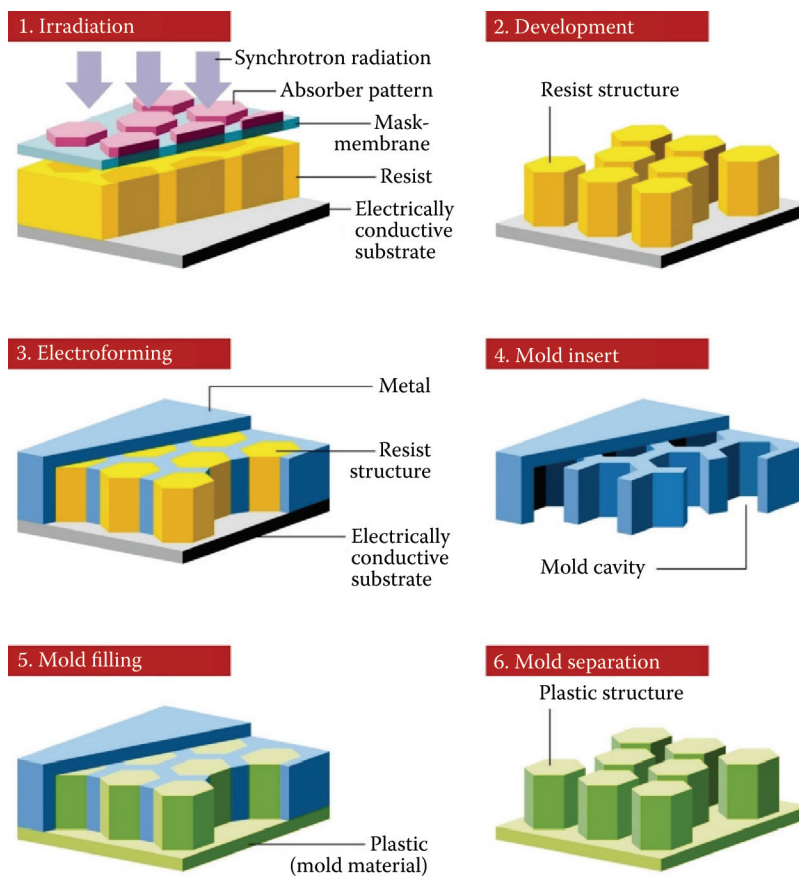 1. Irradiation
Synchrotron radiation
Absorber pattern
Mask-
membrane
Resist
Electrically
conductive
substrate
2. Development
Resist structure
3. Electroforming
Metal
Resist
structure
Electrically
conductive
substrate
4. Mold insert
Mold cavity
5. Mold filling
Plastic
(mold material)
6. Mold separation
Plastic structure